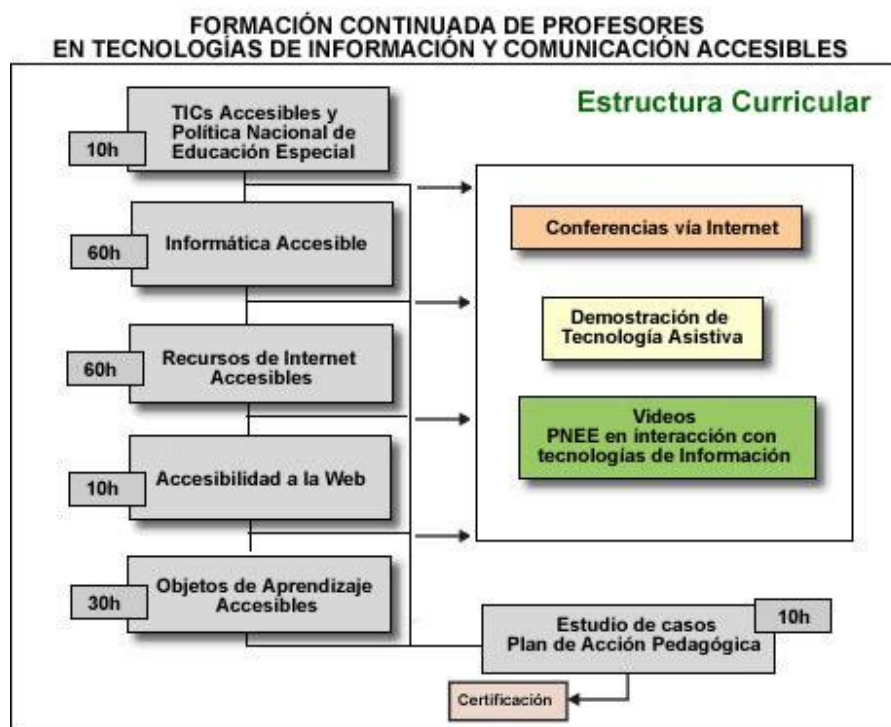 FORMACIÓN CONTINUADA DE PROFESORES
EN TECNOLOGÍAS DE INFORMACIÓN Y COMUNICACIÓN ACCESIBLES
Estructura Curricular
TICs Accesibles y
Política Nacional de
Educación Especial
10h
Informática Accesible
60h
Recursos de Internet
Accesibles
60h
Accesibilidad a la Web
10h
Objetos de Aprendizaje
Accesibles
30h
Conferencias vía Internet
Demostración de
Tecnología Asistiva
Videos
PNEE en interacción con
tecnologías de Información
Estudio de casos
Plan de Acción Pedagógica
10h
Certificación